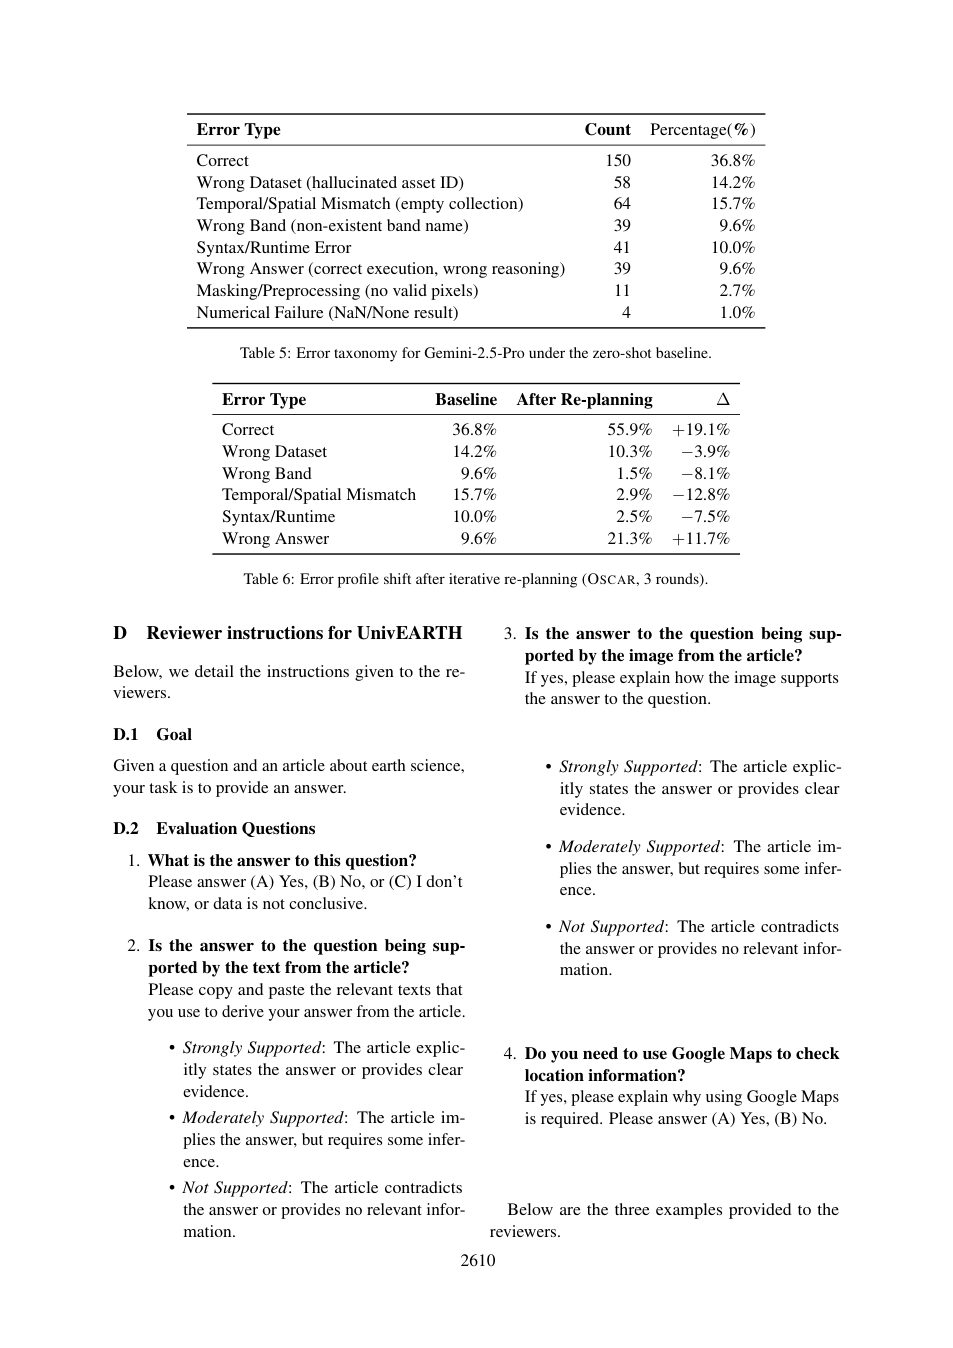 Error Type Count Percentage(%)
Correct 150 36.8%
Wrong Dataset (hallucinated asset ID) 58 14.2%
Temporal/Spatial Mismatch (empty collection) 64 15.7%
Wrong Band (non-existent band name) 39 9.6%
Syntax/Runtime Error 41 10.0%
Wrong Answer (correct execution, wrong reasoning) 39 9.6%
Masking/Preprocessing (no valid pixels) 11 2.7%
Numerical Failure (NaN/None result) 4 1.0%
Table 5: Error taxonomy for Gemini-2.5-Pro under the zero-shot baseline.
Error Type Baseline After Re-planning Δ
Correct 36.8% 55.9% +19.1%
Wrong Dataset 14.2% 10.3% −3.9%
Wrong Band 9.6% 1.5% −8.1%
Temporal/Spatial Mismatch 15.7% 2.9% −12.8%
Syntax/Runtime 10.0% 2.5% −7.5%
Wrong Answer 9.6% 21.3% +11.7%
Table 6: Error profile shift after iterative re-planning (OSCAR, 3 rounds).
D Reviewer instructions for UnivEARTH
Below, we detail the instructions given to the re-
viewers.
D.1 Goal
Given a question and an article about earth science,
your task is to provide an answer.
D.2 Evaluation Questions
1. What is the answer to this question?
Please answer (A) Yes, (B) No, or (C) I don't
know, or data is not conclusive.
2. Is the answer to the question being sup-
ported by the text from the article?
Please copy and paste the relevant texts that
you use to derive your answer from the article.
• Strongly Supported: The article explic-
itly states the answer or provides clear
evidence.
• Moderately Supported: The article im-
plies the answer, but requires some infer-
ence.
• Not Supported: The article contradicts
the answer or provides no relevant infor-
mation.
3. Is the answer to the question being sup-
ported by the image from the article?
If yes, please explain how the image supports
the answer to the question.
• Strongly Supported: The article explic-
itly states the answer or provides clear
evidence.
• Moderately Supported: The article im-
plies the answer, but requires some infer-
ence.
• Not Supported: The article contradicts
the answer or provides no relevant infor-
mation.
4. Do you need to use Google Maps to check
location information?
If yes, please explain why using Google Maps
is required. Please answer (A) Yes, (B) No.
Below are the three examples provided to the
reviewers.
2610